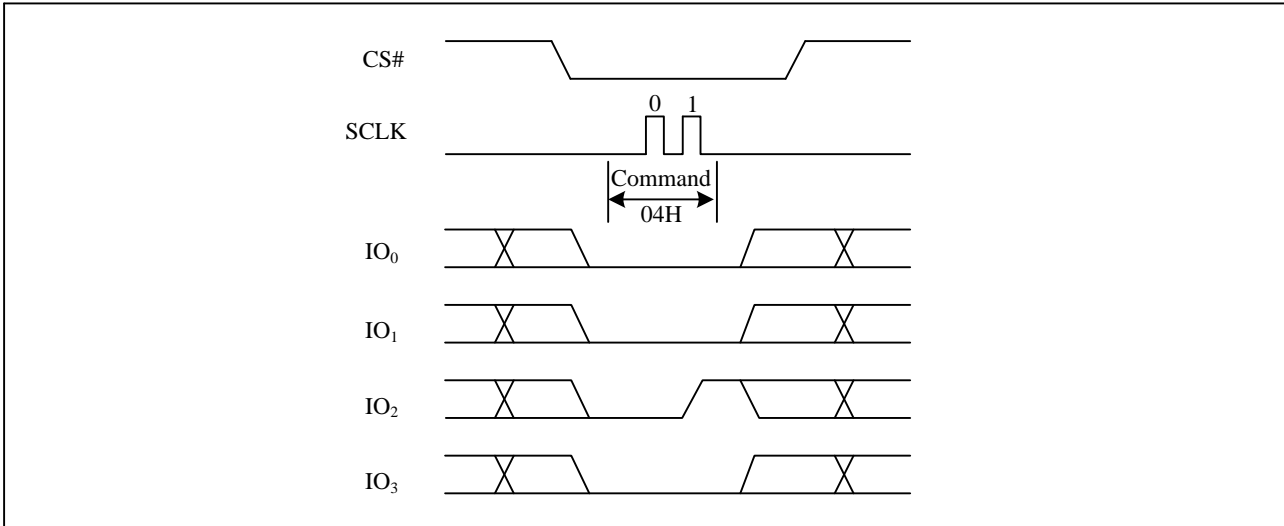 CS#
0 1
SCLK
Command
04H
IO₀
IO₁
IO₂
IO₃